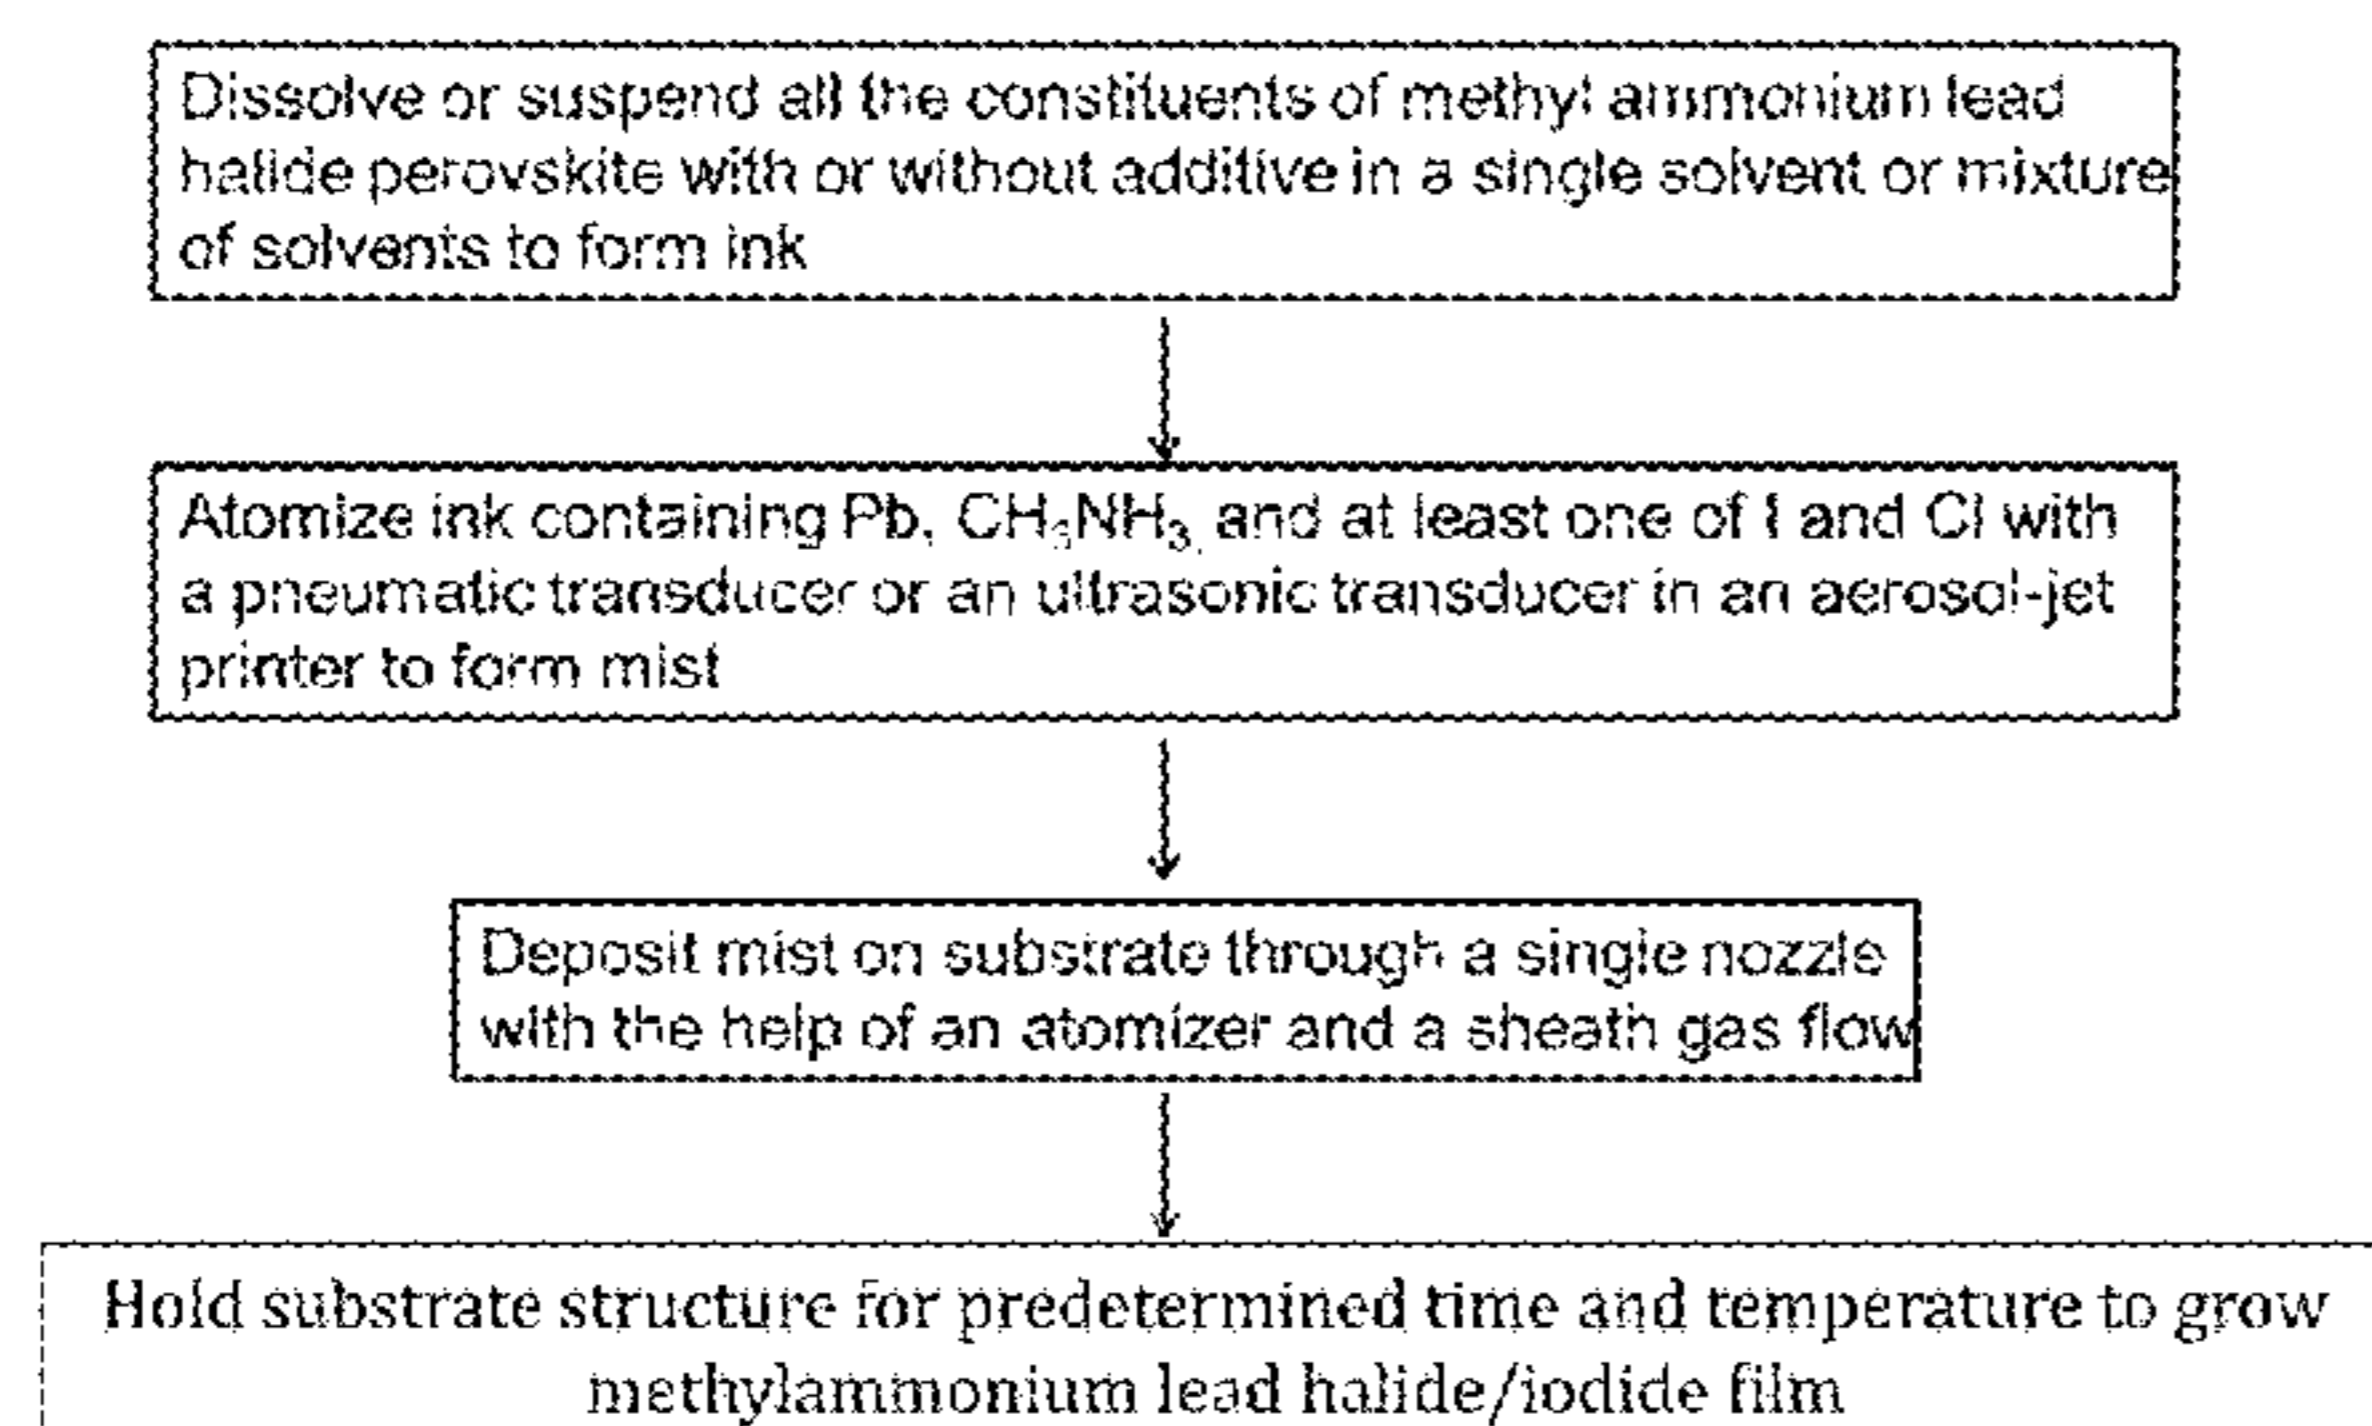 Dissolve or suspend all the constituents of methyl ammonium lead
halide perovskite with or without additive in a single solvent or mixture
of solvents to form ink
Atomize ink containing Pb, CH₃NH₃, and at least one of I and Cl with
a pneumatic transducer or an ultrasonic transducer in an aerosol-jet
printer to form mist
Deposit mist on substrate through a single nozzle
with the help of an atomizer and a sheath gas flow
Hold substrate structure for predetermined time and temperature to grow
methylammonium lead halide/iodide film